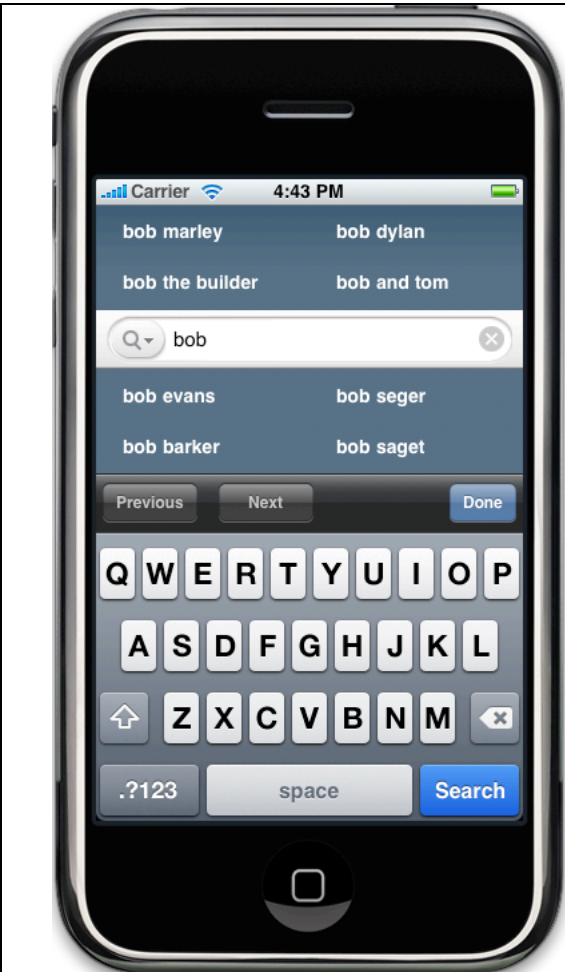 Carrier 4:43 PM
bob marley bob dylan
bob the builder bob and tom
bob
bob evans bob seger
bob barker bob saget
Previous Next Done
Q W E R T Y U I O P
A S D F G H J K L
Z X C V B N M
.?123 space Search